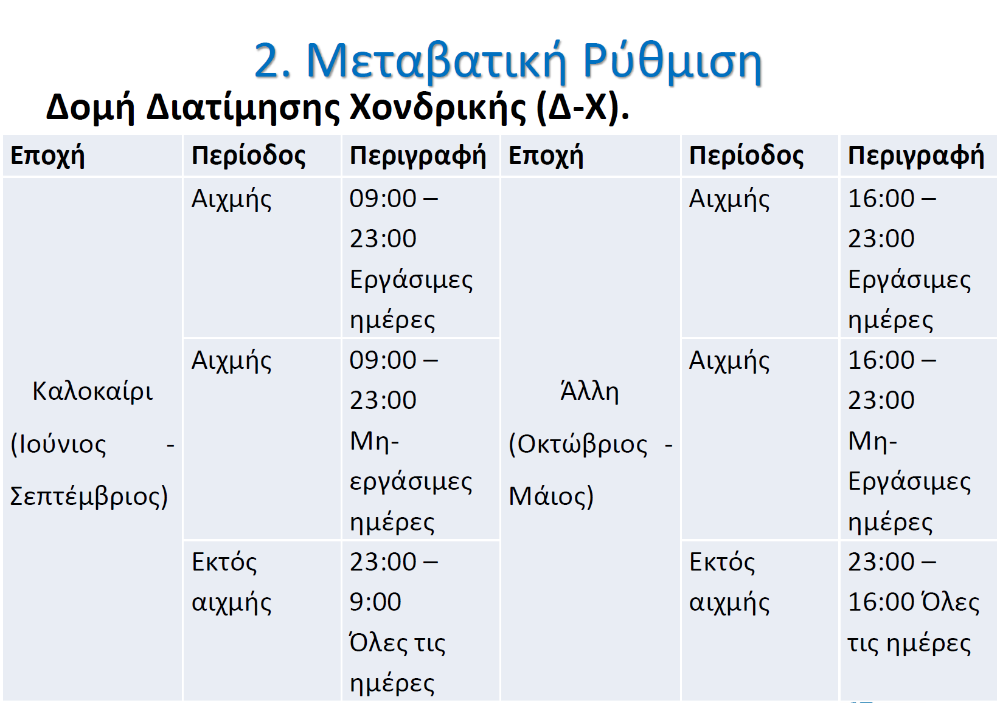 2. Μεταβατική Ρύθμιση
Δομή Διατίμησης Χονδρικής (Δ-Χ).
Εποχή Περίοδος Περιγραφή Εποχή Περίοδος Περιγραφή
Καλοκαίρι
(Ιούνιος -
Σεπτέμβριος)
Αιχμής
09:00 –
23:00
Εργάσιμες
ημέρες
Αιχμής
09:00 –
23:00
Μη-
εργάσιμες
ημέρες
Εκτός
αιχμής
23:00 –
9:00
Όλες τις
ημέρες
Άλλη
(Οκτώβριος -
Μάιος)
Αιχμής
16:00 –
23:00
Εργάσιμες
ημέρες
Αιχμής
16:00 –
23:00
Μη-
Εργάσιμες
ημέρες
Εκτός
αιχμής
23:00 –
16:00 Όλες
τις ημέρες